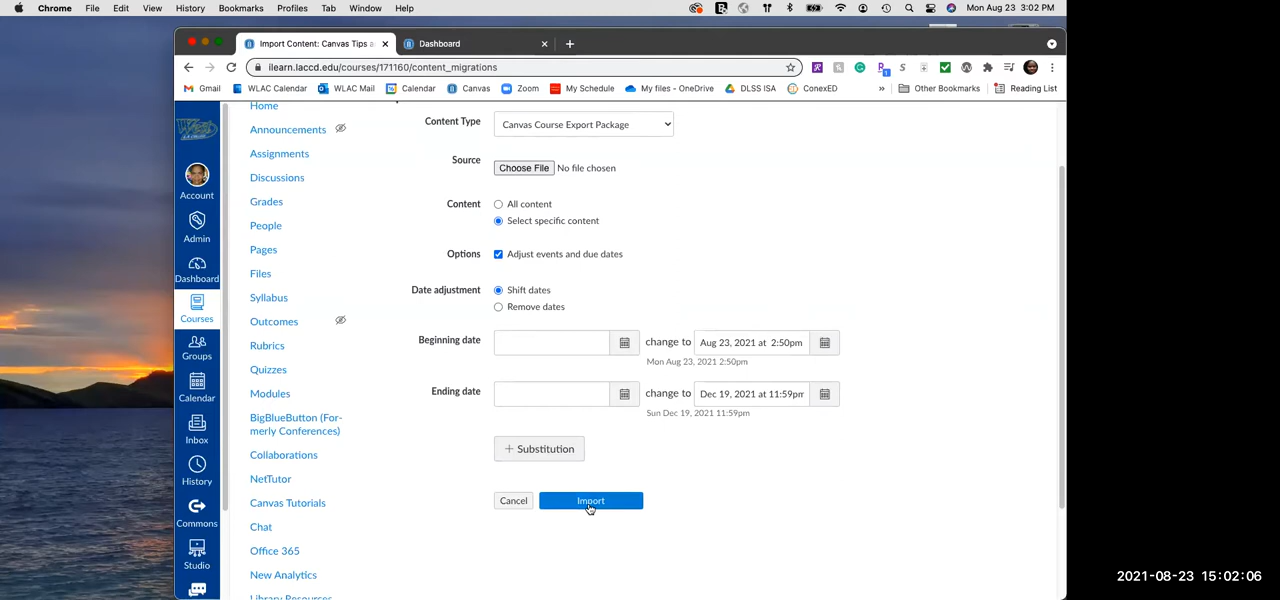 Chrome File Edit View History Bookmarks Profiles Tab Window Help Mon Aug 23 3:02 PM
Import Content: Canvas Tips a Dashboard
ilearn.laccd.edu/courses/171160/content_migrations
Gmail WLAC Calendar WLAC Mail Calendar Canvas Zoom My Schedule My files - OneDrive DLSS ISA ConexED » Other Bookmarks Reading List
Home
Content Type Canvas Course Export Package
Announcements
Assignments
Source Choose File No file chosen
Discussions
Account
Grades
Content All content
Select specific content
People
Admin
Pages
Options Adjust events and due dates
Files
Dashboard
Date adjustment Shift dates
Syllabus
Remove dates
Courses
Outcomes
Beginning date change to Aug 23, 2021 at 2:50pm
Mon Aug 23, 2021 2:50pm
Rubrics
Groups
Quizzes
Ending date change to Dec 19, 2021 at 11:59pm
Sun Dec 19, 2021 11:59pm
Modules
Calendar
BigBlueButton (For-
merly Conferences)
Inbox
+ Substitution
Collaborations
NetTutor
History
Cancel Import
Canvas Tutorials
Commons
Chat
Office 365
Studio
New Analytics
Library Resources
2021-08-23 15:02:06